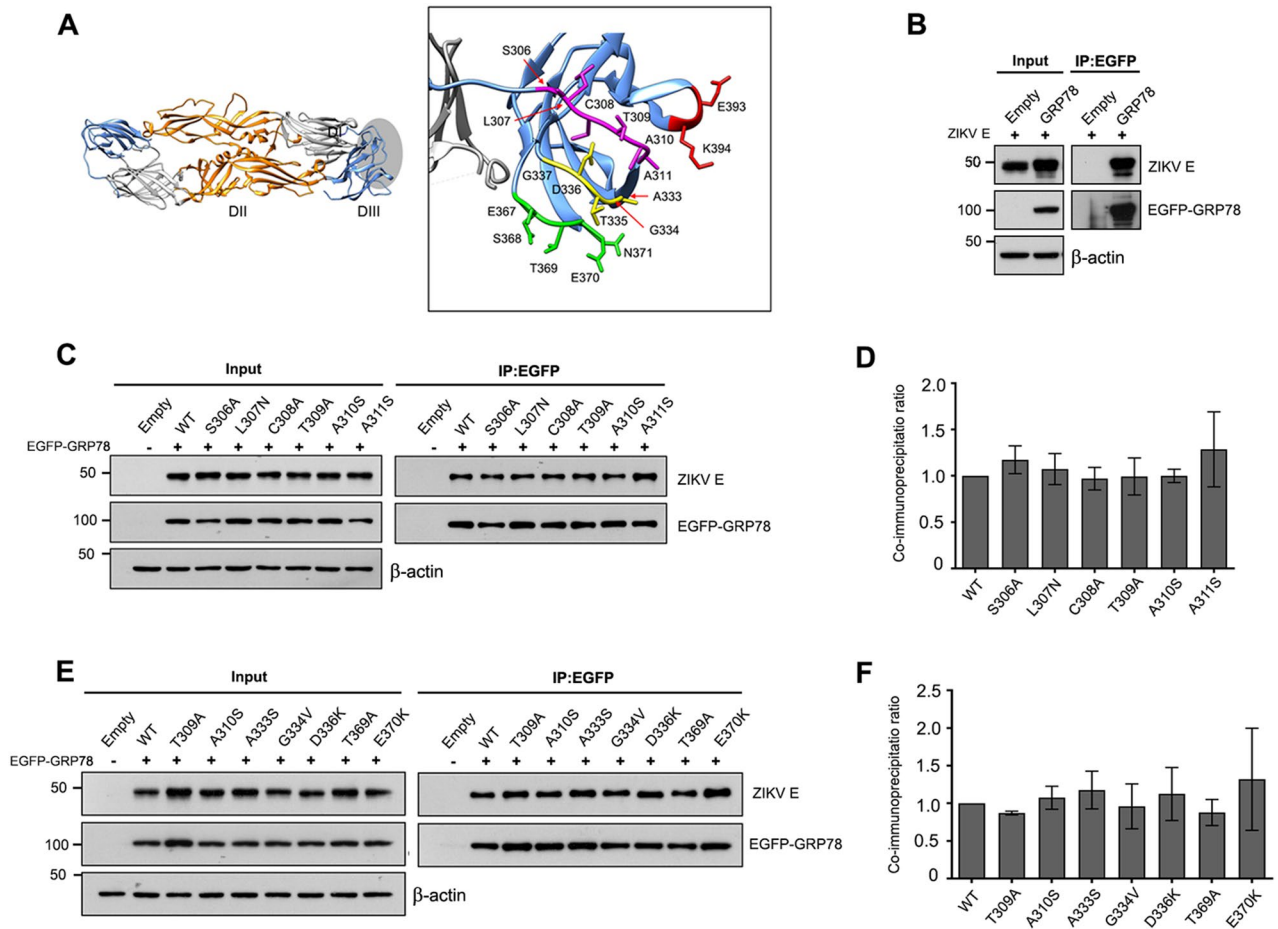 A
DI
DII
DIII
S306
L307
C308
T309
A310
A311
E393
K394
G337
D336
A333
T335
G334
E367
S368
T369
E370
N371
B
Input IP:EGFP
Empty GRP78 Empty GRP78
ZIKV E + + + +
50 ZIKV E
100 EGFP-GRP78
50 β-actin
C
Input IP:EGFP
Empty WT S306A L307N C308A T309A A310S A311S Empty WT S306A L307N C308A T309A A310S A311S
EGFP-GRP78 - + + + + + + + - + + + + + + +
50 ZIKV E
100 EGFP-GRP78
50 β-actin
D
Co-immunoprecipitatio ratio
2.0
1.5
1.0
0.5
0
WT S306A L307N C308A T309A A310S A311S
E
Input IP:EGFP
Empty WT T309A A310S A333S G334V D336K T369A E370K Empty WT T309A A310S A333S G334V D336K T369A E370K
EGFP-GRP78 - + + + + + + + + - + + + + + + + +
50 ZIKV E
100 EGFP-GRP78
50 β-actin
F
Co-immunoprecipitatio ratio
2.5
2.0
1.5
1.0
0.5
0
WT T309A A310S A333S G334V D336K T369A E370K